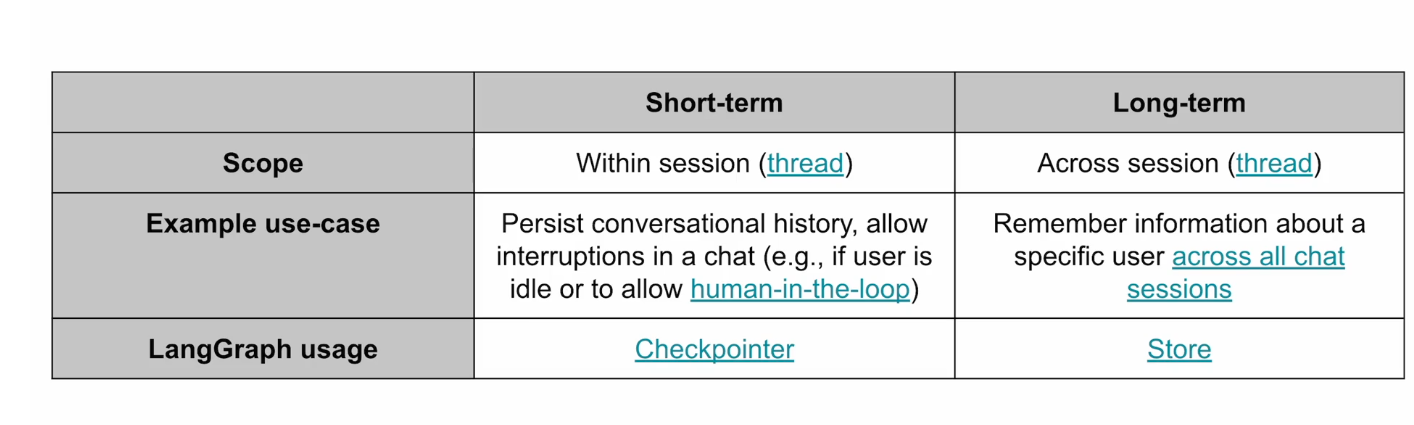 Short-term
Long-term
Scope
Within session (thread)
Across session (thread)
Example use-case
Persist conversational history, allow
interruptions in a chat (e.g., if user is
idle or to allow human-in-the-loop)
Remember information about a
specific user across all chat
sessions
LangGraph usage
Checkpointer
Store